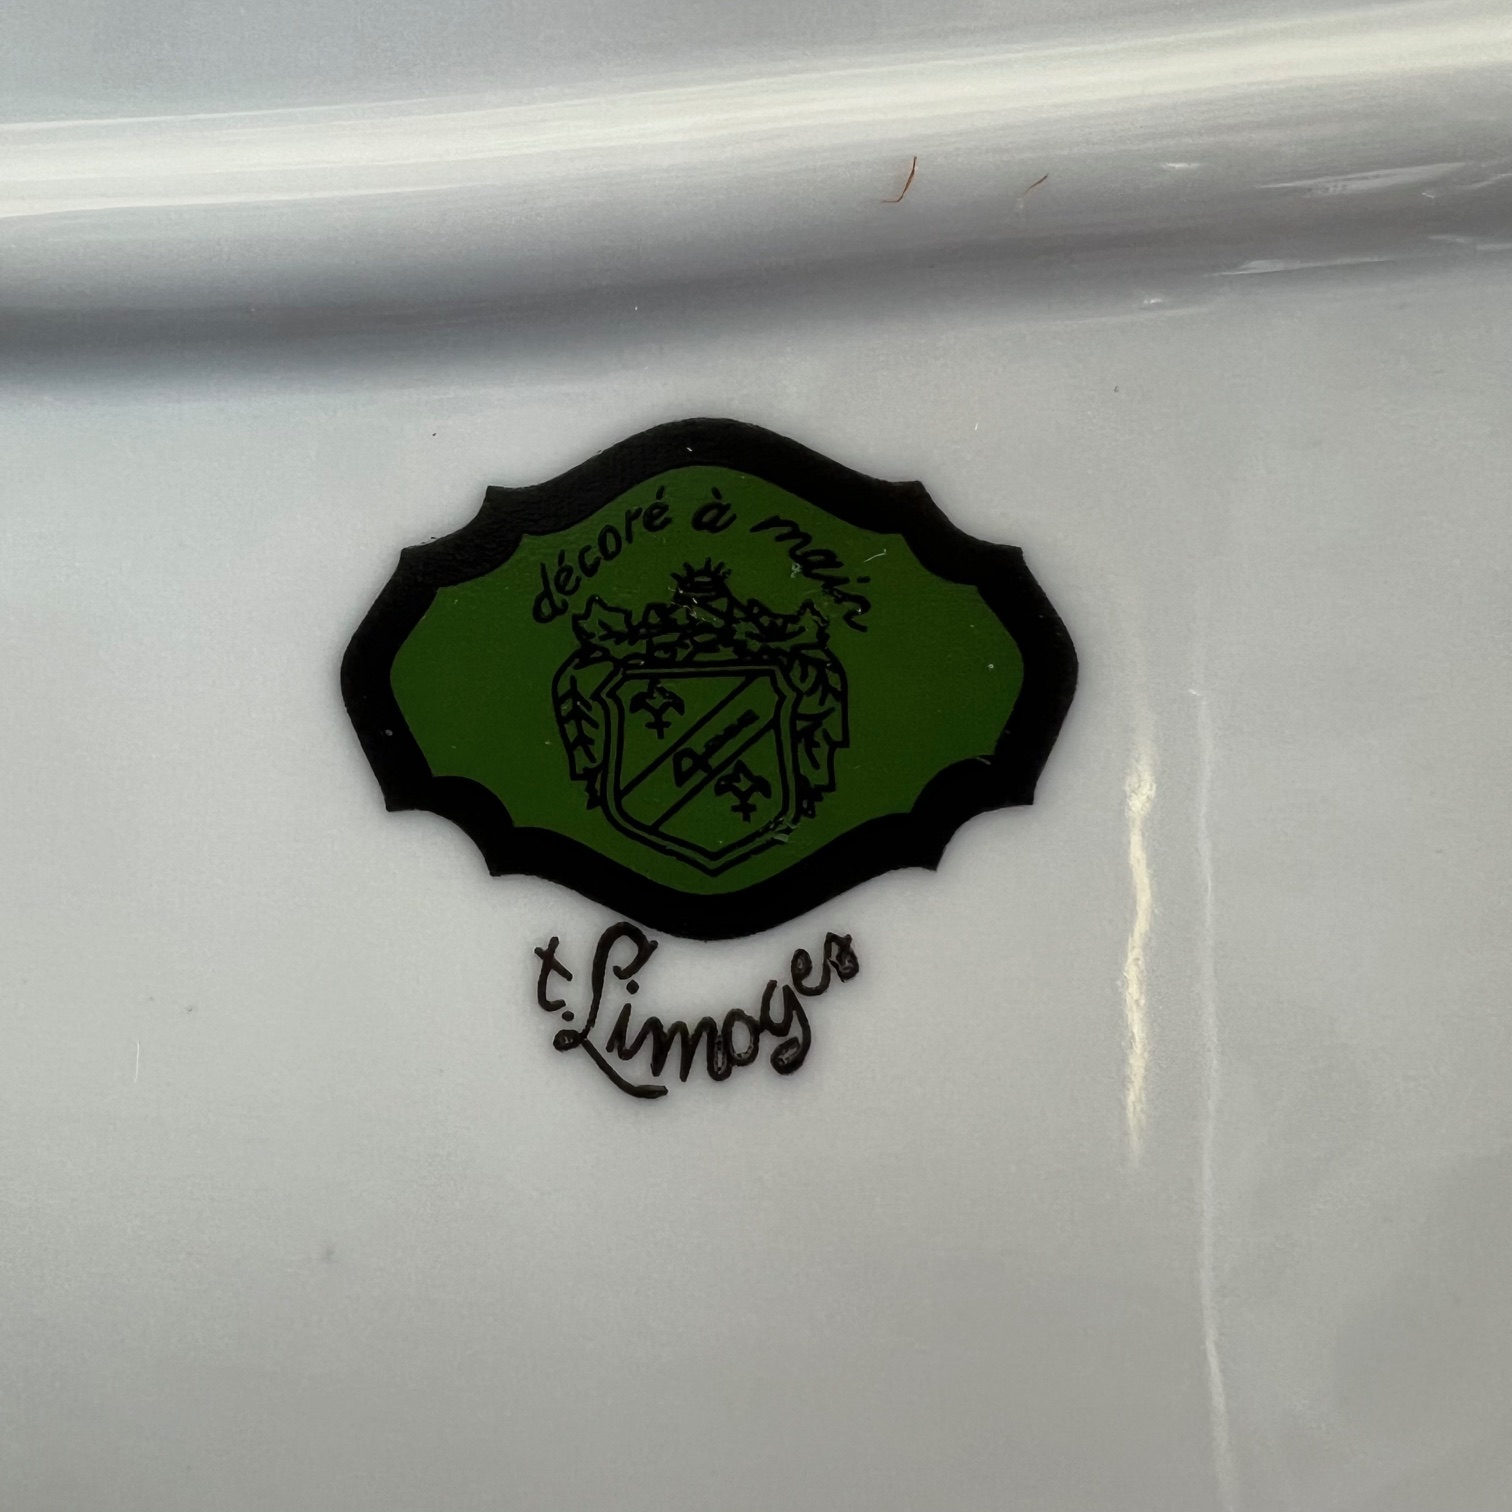 décoré à main
t. Limoges